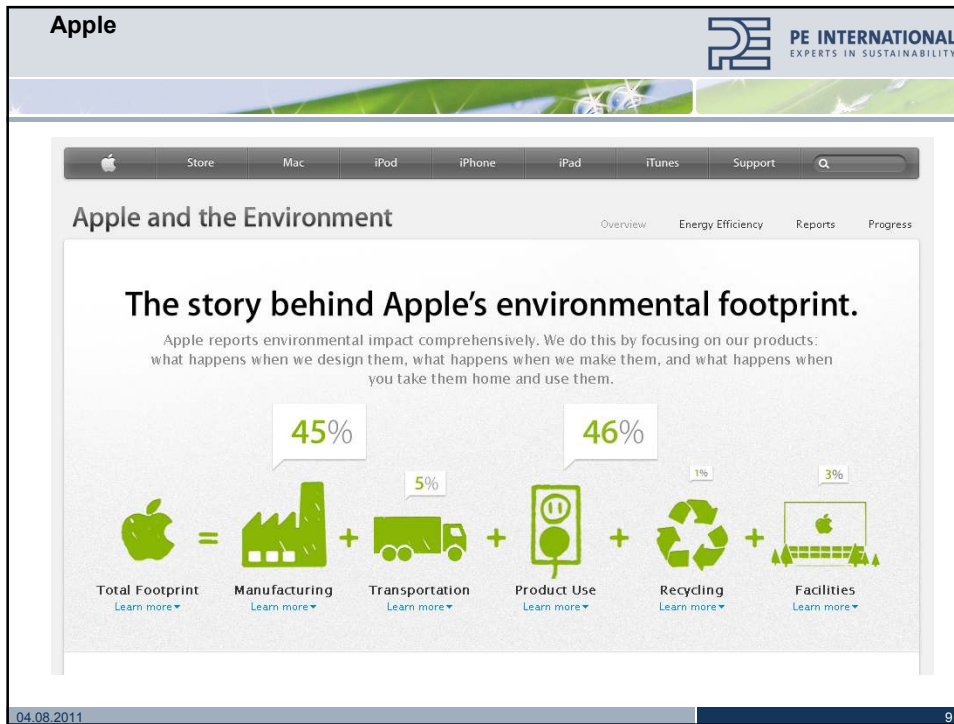 Apple
PE INTERNATIONAL
EXPERTS IN SUSTAINABILITY
Store Mac iPod iPhone iPad iTunes Support
Apple and the Environment
Overview Energy Efficiency Reports Progress
The story behind Apple's environmental footprint.
Apple reports environmental impact comprehensively. We do this by focusing on our products:
what happens when we design them, what happens when we make them, and what happens when
you take them home and use them.
45% 46%
5% 1% 3%
= + + + +
Total Footprint Manufacturing Transportation Product Use Recycling Facilities
Learn more Learn more Learn more Learn more Learn more Learn more
04.08.2011 9